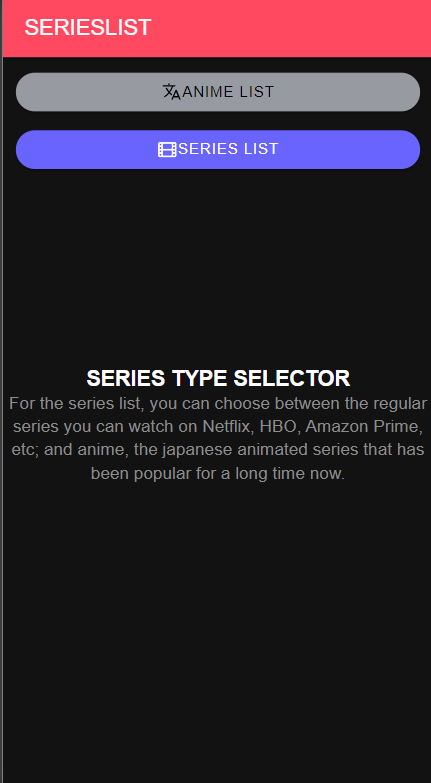 SERIESLIST
ANIME LIST
SERIES LIST
SERIES TYPE SELECTOR
For the series list, you can choose between the regular
series you can watch on Netflix, HBO, Amazon Prime,
etc; and anime, the japanese animated series that has
been popular for a long time now.